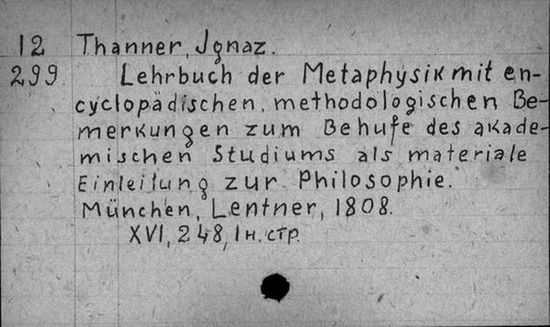 12 Thanner, Jgnaz.
299. Lehrbuch der Metaphysik mit en-
cyclopädischen, methodologischen Be-
merkungen zum Behufe des akade-
mischen Studiums als materiale
Einleitung zur Philosophie.
München, Lentner, 1808.
XVI, 248, 1 н. стр.